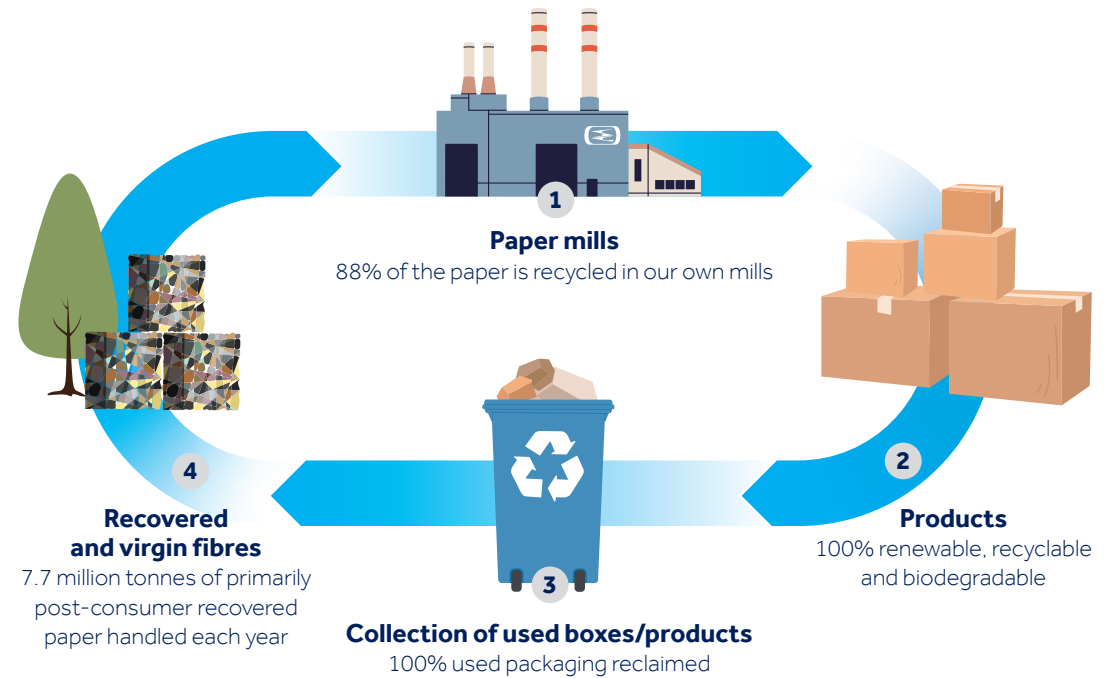 1
Paper mills
88% of the paper is recycled in our own mills
2
Products
100% renewable, recyclable
and biodegradable
3
Collection of used boxes/products
100% used packaging reclaimed
4
Recovered
and virgin fibres
7.7 million tonnes of primarily
post-consumer recovered
paper handled each year